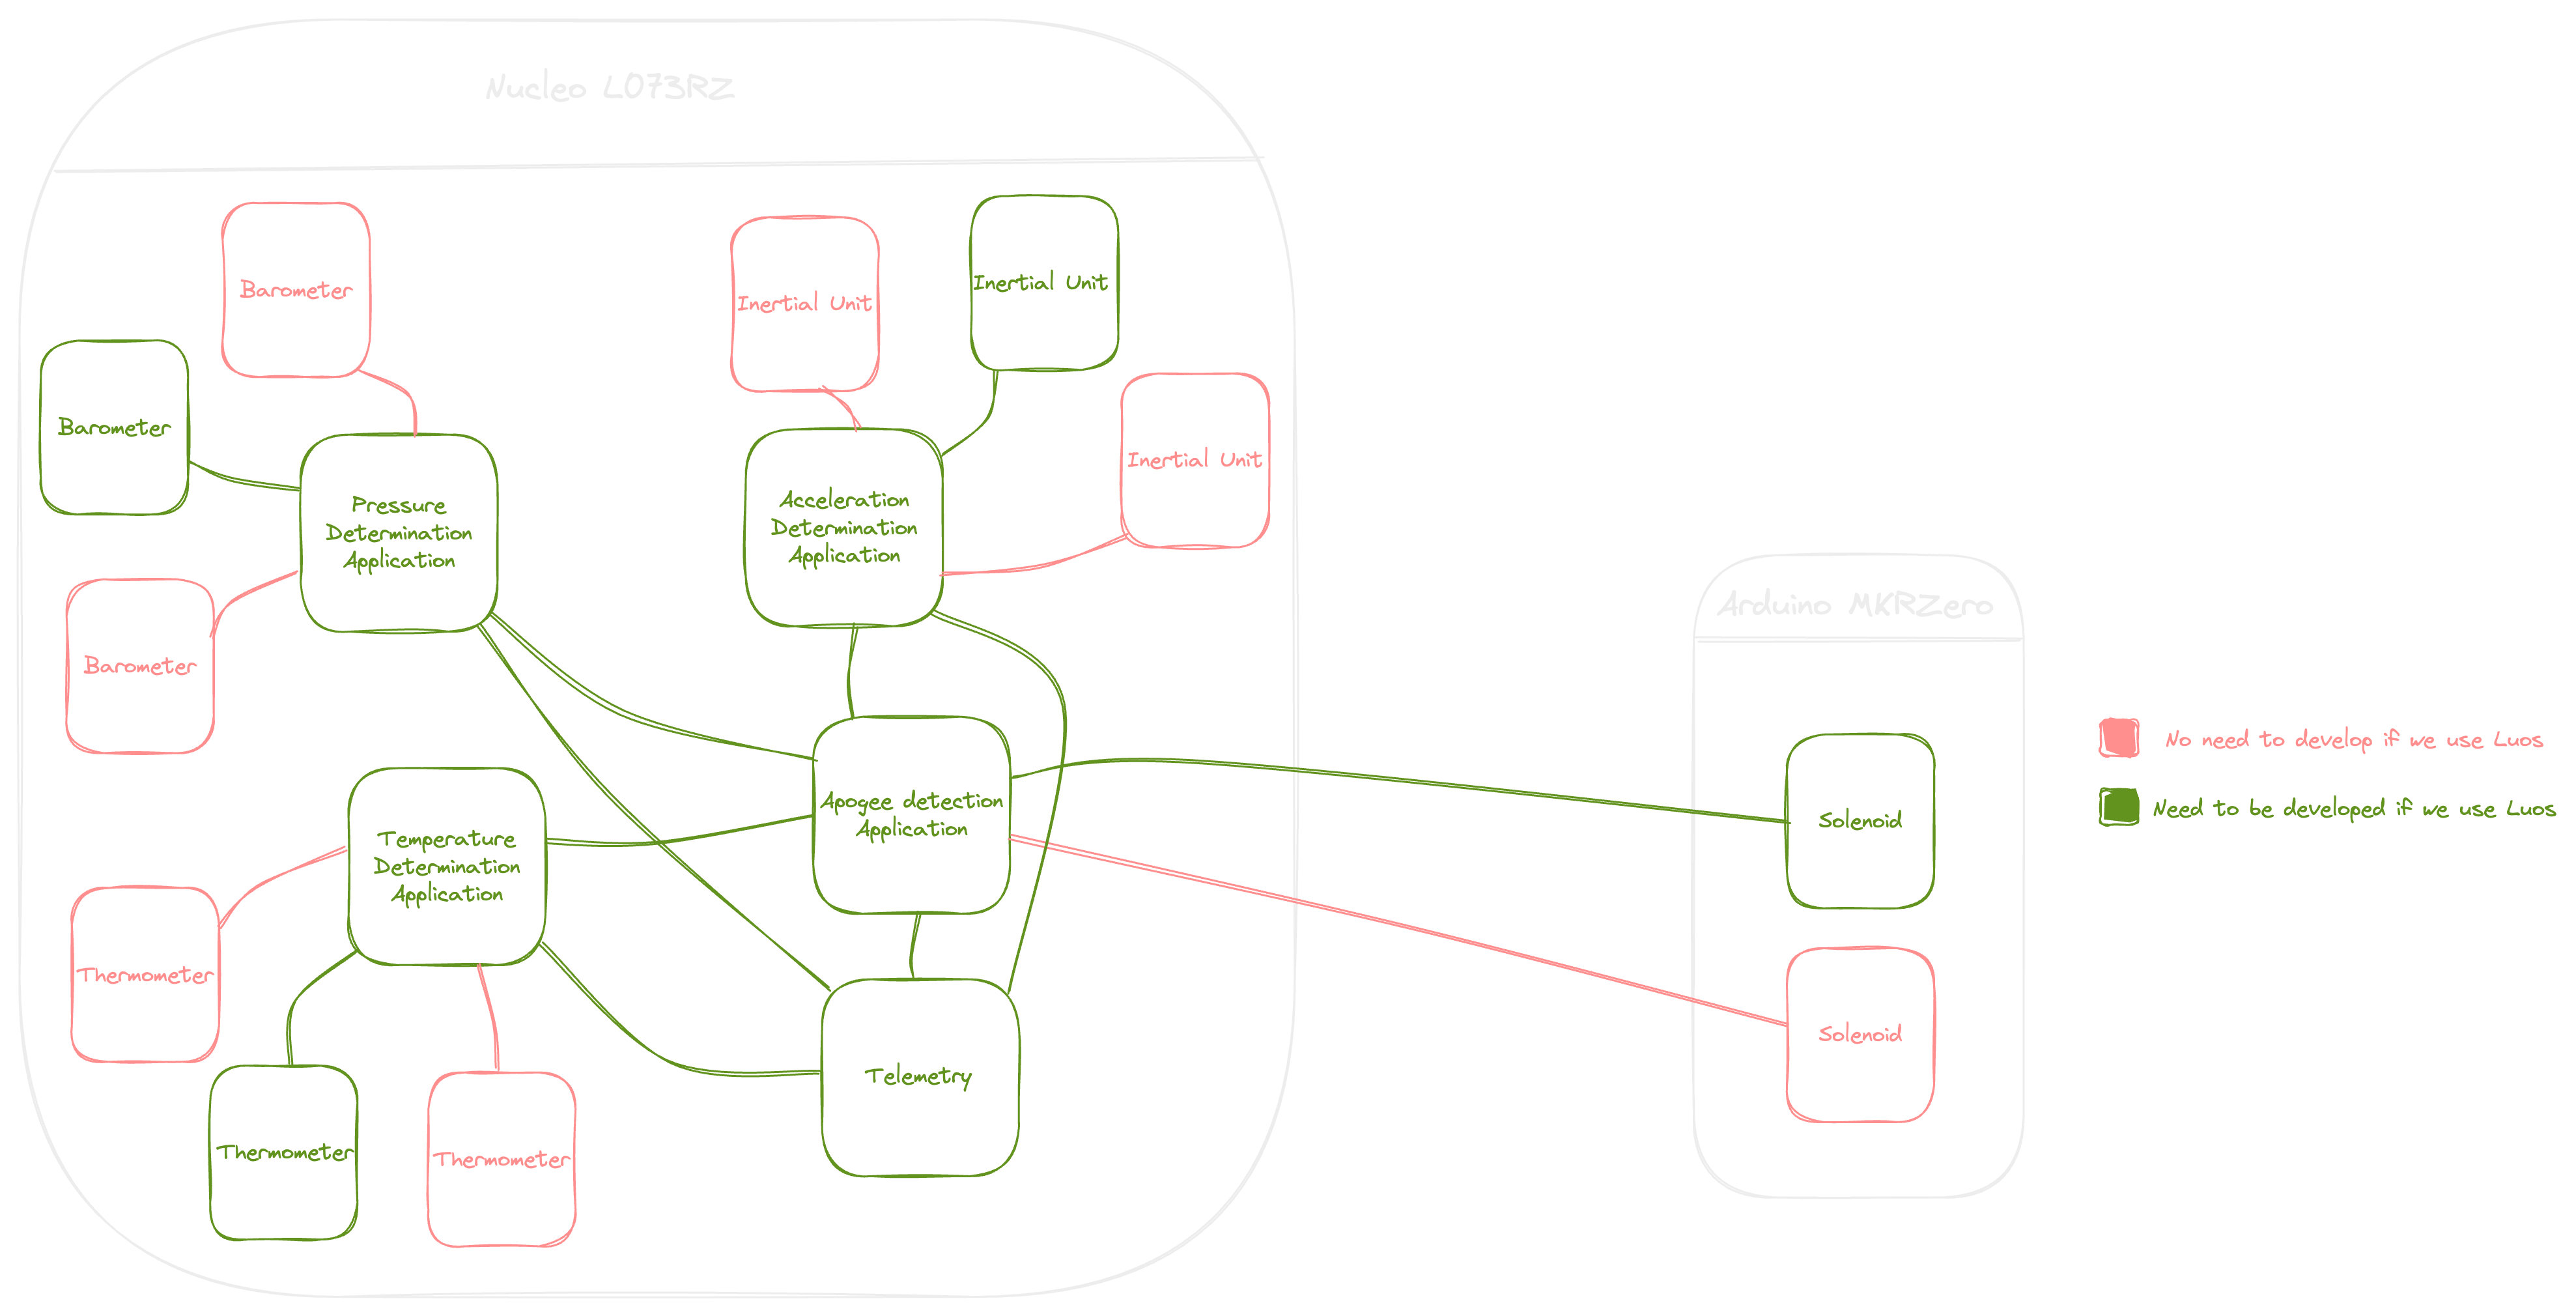 Nucleo L073RZ
Barometer
Inertial Unit
Inertial Unit
Barometer
Inertial Unit
Pressure
Determination
Application
Acceleration
Determination
Application
Barometer
Arduino MKRZero
No need to develop if we use Luos
Need to be developed if we use Luos
Apogee detection
Application
Solenoid
Temperature
Determination
Application
Thermometer
Solenoid
Telemetry
Thermometer
Thermometer